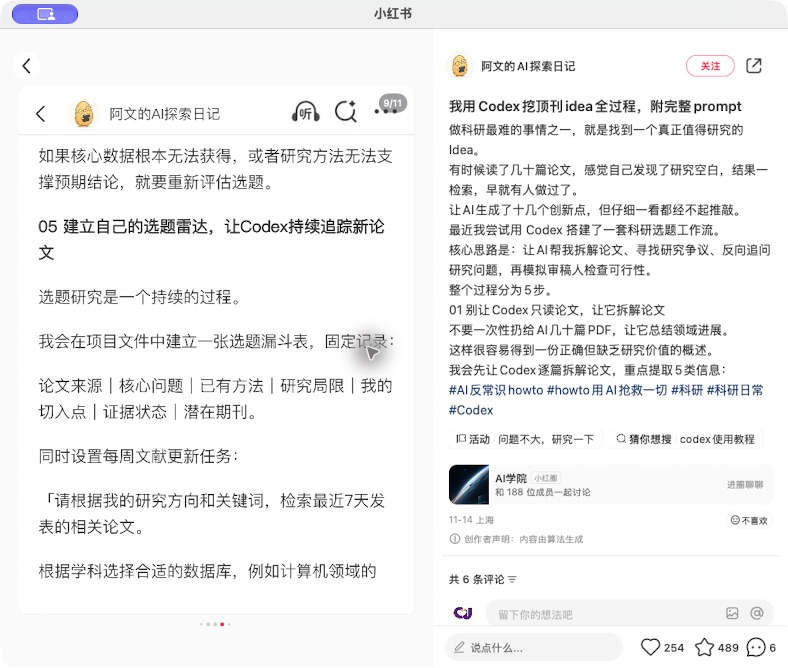 小红书
阿文的AI探索日记
听
9/11
如果核心数据根本无法获得，或者研究方法无法支
撑预期结论，就要重新评估选题。
05 建立自己的选题雷达，让Codex持续追踪新论
文
选题研究是一个持续的过程。
我会在项目文件中建立一张选题漏斗表，固定记录：
论文来源｜核心问题｜已有方法｜研究局限｜我的
切入点｜证据状态｜潜在期刊。
同时设置每周文献更新任务：
「请根据我的研究方向和关键词，检索最近7天发
表的相关论文。
根据学科选择合适的数据库，例如计算机领域的
阿文的AI探索日记
关注
我用 Codex 挖顶刊 idea 全过程，附完整 prompt
做科研最难的事情之一，就是找到一个真正值得研究的
Idea。
有时候读了几十篇论文，感觉自己发现了研究空白，结果一
检索，早就有人做过了。
让AI生成了十几个创新点，但仔细一看都经不起推敲。
最近我尝试用 Codex 搭建了一套科研选题工作流。
核心思路是：让AI帮我拆解论文、寻找研究争议、反向追问
研究问题，再模拟审稿人检查可行性。
整个过程分为5步。
01 别让Codex只读论文，让它拆解论文
不要一次性扔给AI几十篇PDF，让它总结领域进展。
这样很容易得到一份正确但缺乏研究价值的概述。
我会先让Codex逐篇拆解论文，重点提取5类信息：
#AI反常识howto #howto用AI抢救一切 #科研 #科研日常
#Codex
活动 问题不大，研究一下
猜你想搜 codex使用教程
AI学院 小红圈
和 188 位成员一起讨论
进圈聊聊
11-14 上海
不喜欢
创作者声明：内容由算法生成
共 6 条评论
CJ
留下你的想法吧
@
说点什么...
254
489
6